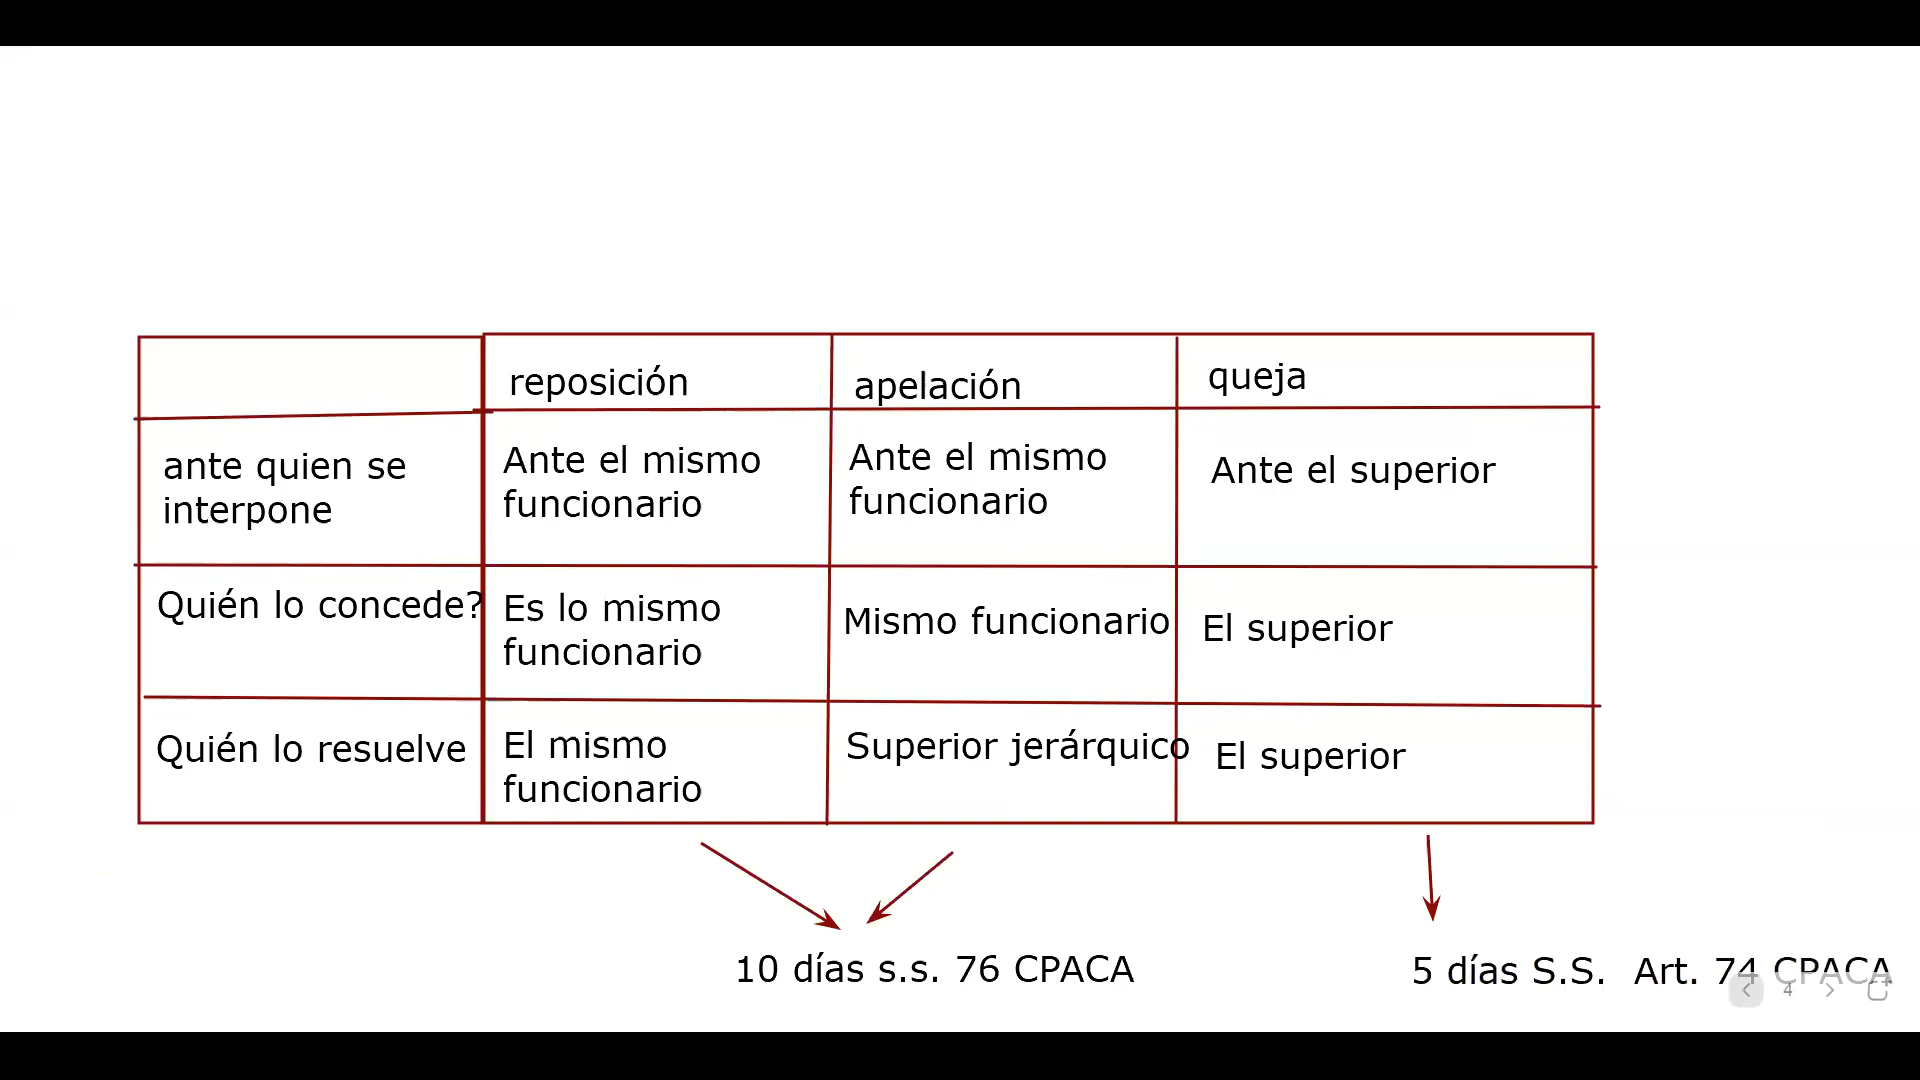 reposición
apelación
queja
ante quien se
interpone
Ante el mismo
funcionario
Ante el mismo
funcionario
Ante el superior
Quién lo concede?
Es lo mismo
funcionario
Mismo funcionario
El superior
Quién lo resuelve
El mismo
funcionario
Superior jerárquico
El superior
10 días s.s. 76 CPACA
5 días S.S.  Art. 74 CPACA
4